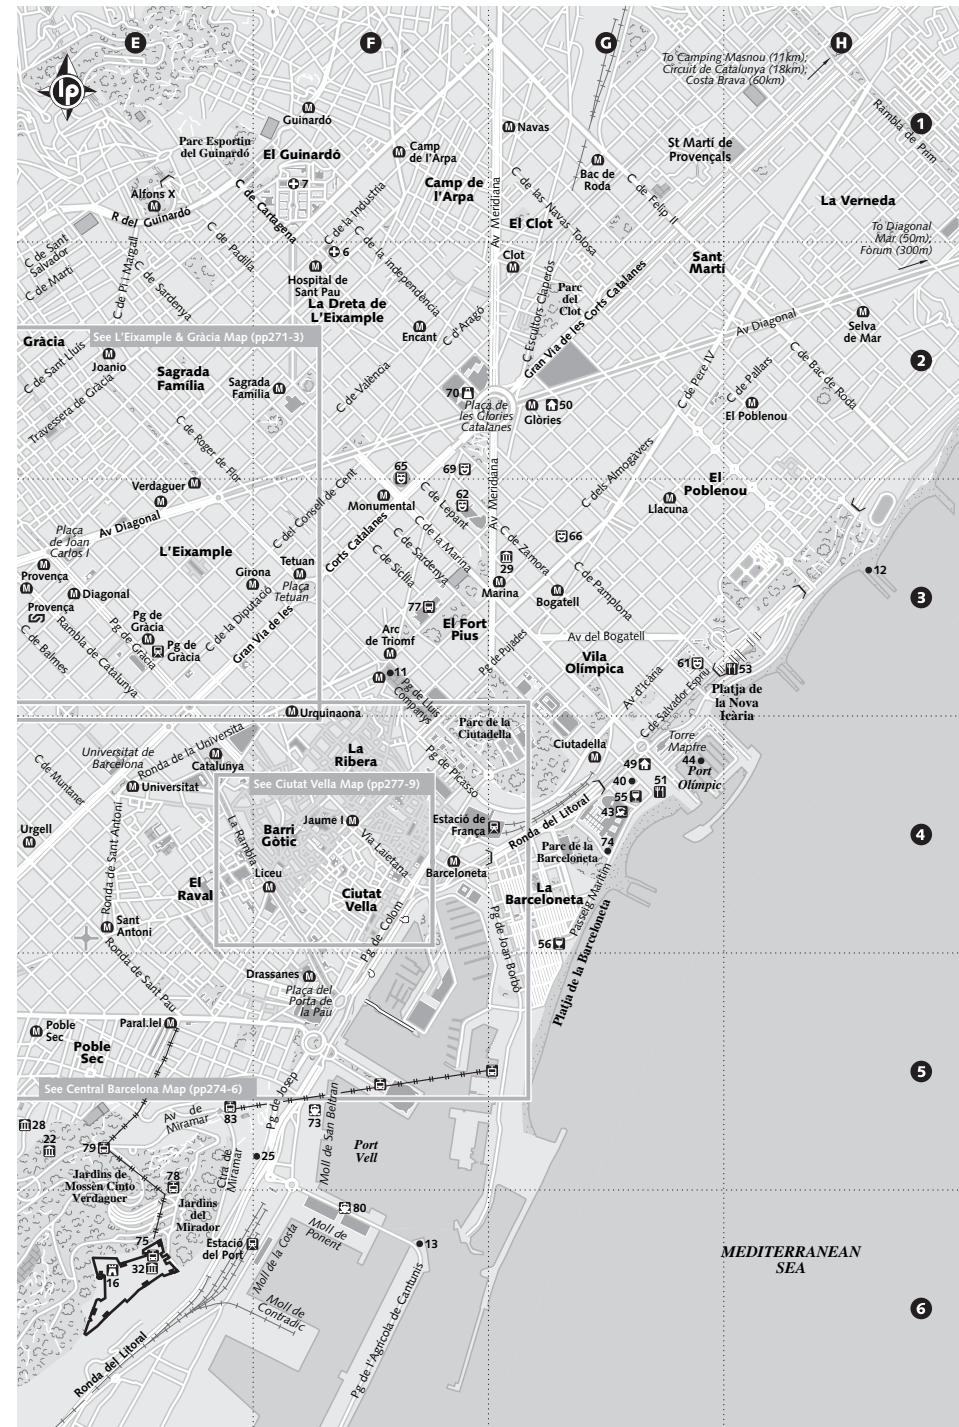 E
F
G
H
To Camping Masnou (11km);
Circuit de Catalunya (18km);
Costa Brava (60km)
lp
Guinardó
1
Rambla de Prim
Navas
Parc Esportiu
del Guinardó
El Guinardó
Camp
de l'Arpa
St Martí de
Provençals
Bac de
Roda
7
Camp de
l'Arpa
Alfons X
C de Cartagena
C de la Industria
Av Meridiana
C de las Navas Tolosa
C de Felip II
La Verneda
R del Guinardó
El Clot
To Diagonal
Mar (50m);
Fòrum (300m)
C de Sant
Salvador
C de Martí
C de Pi i Margall
C de Padilla
C de Sardenya
6
C de la Independència
Clot
Sant
Martí
Hospital de
Sant Pau
La Dreta de
L'Eixample
C Escultors Claperós
Parc
del
Clot
Gran Via de les Corts Catalanes
Encant
C d'Aragó
Av Diagonal
Selva
de Mar
See L'Eixample & Gràcia Map (pp271-3)
Gràcia
C de Sant Lluís
Joanio
Travessera de Gràcia
Sagrada
Família
Sagrada
Família
2
C de València
C de Pere IV
C de Pallars
C de Bac de Roda
70
Plaça de
les Glòries
Catalanes
Glòries
50
El Poblenou
C de Roger de Flor
C dels Almogàvers
65
69
Verdaguer
62
Av Meridiana
El
Poblenou
Monumental
C de Lepant
Llacuna
Av Diagonal
C del Consell de Cent
Corts Catalanes
C de la Marina
C de Zamora
66
Plaça
de Joan
Carlos I
L'Eixample
Tetuan
C de Sardenya
C de Sicília
29
C de Pamplona
12
Provença
Girona
Plaça
Tetuan
Marina
Bogatell
3
Diagonal
Provença
Pg de
Gràcia
C de la Diputació
77
C de Balmes
Rambla de Catalunya
Pg de Gràcia
Pg de
Gràcia
Gran Via de les
Arc
de Triomf
El Fort
Pius
Pg de Pujades
Av del Bogatell
Vila
Olímpica
61
53
11
Pg de Lluís
Companys
Av d'Icària
C de Salvador Espriu
Platja de
la Nova
Icària
Urquinaona
Parc de la
Ciutadella
Universitat de
Barcelona
Ronda de la Universita
Catalunya
La
Ribera
Ciutadella
Torre
Mapfre
44
C de Muntaner
Universitat
Pg de Picasso
49
Port
Olímpic
See Ciutat Vella Map (pp277-9)
40
51
55
Urgell
Ronda de Sant Antoni
La Rambla
Barri
Gòtic
Jaume I
Via Laietana
Estació de
França
Ronda del Litoral
43
4
74
Parc de la
Barceloneta
Liceu
Barceloneta
El
Raval
Ciutat
Vella
La
Barceloneta
Sant
Antoni
Pg de Colom
Pg de Joan Borbó
Passeig Marítim
Platja de la Barceloneta
56
Ronda de Sant Pau
Drassanes
Plaça del
Porta de
la Pau
Poble
Sec
Paral.lel
Poble
Sec
5
See Central Barcelona Map (pp274-6)
Av de
Miramar
83
Pg de Josep
73
Moll de San Beltran
28
22
79
Ctra de
Miramar
25
Port
Vell
Jardins de
Mossèn Cinto
Verdaguer
78
Jardins
del
Mirador
80
Moll de
Ponent
75
Estació
del Port
Moll de la Costa
13
MEDITERRANEAN
SEA
32
16
Moll de
Contradic
6
Ronda del Litoral
Pg de l'Agrícola de Cantunis